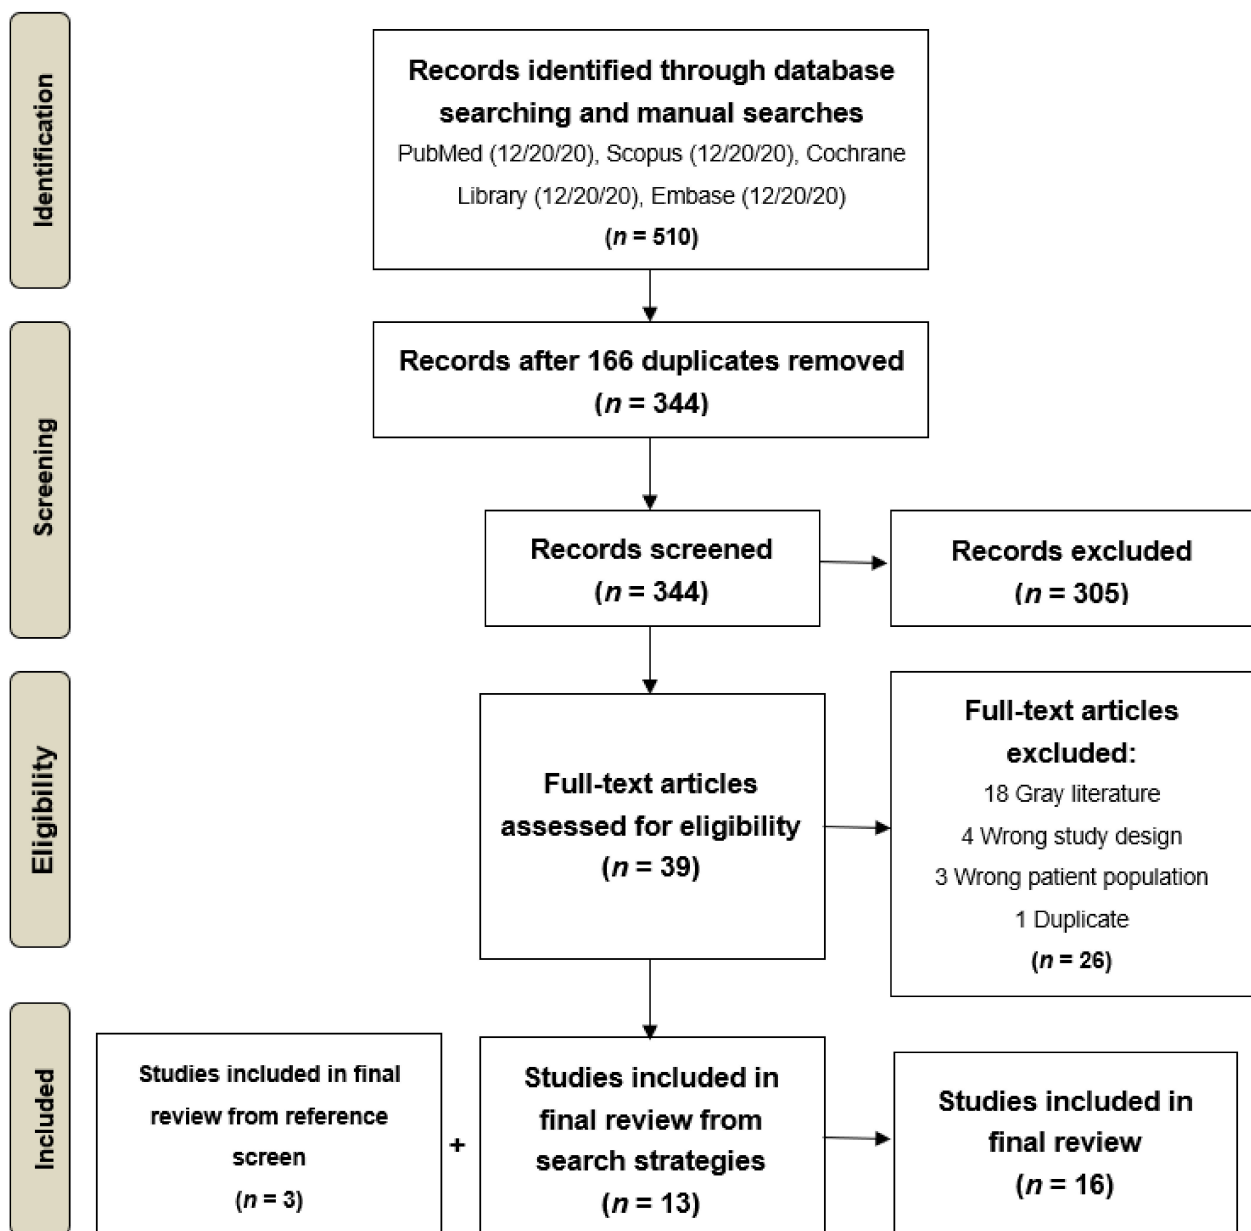 Identification
Records identified through database
searching and manual searches
PubMed (12/20/20), Scopus (12/20/20), Cochrane
Library (12/20/20), Embase (12/20/20)
(n = 510)
Screening
Records after 166 duplicates removed
(n = 344)
Records screened
(n = 344)
Records excluded
(n = 305)
Eligibility
Full-text articles
assessed for eligibility
(n = 39)
Full-text articles
excluded:
18 Gray literature
4 Wrong study design
3 Wrong patient population
1 Duplicate
(n = 26)
Included
Studies included in final
review from reference
screen
(n = 3)
+
Studies included in
final review from
search strategies
(n = 13)
Studies included in
final review
(n = 16)